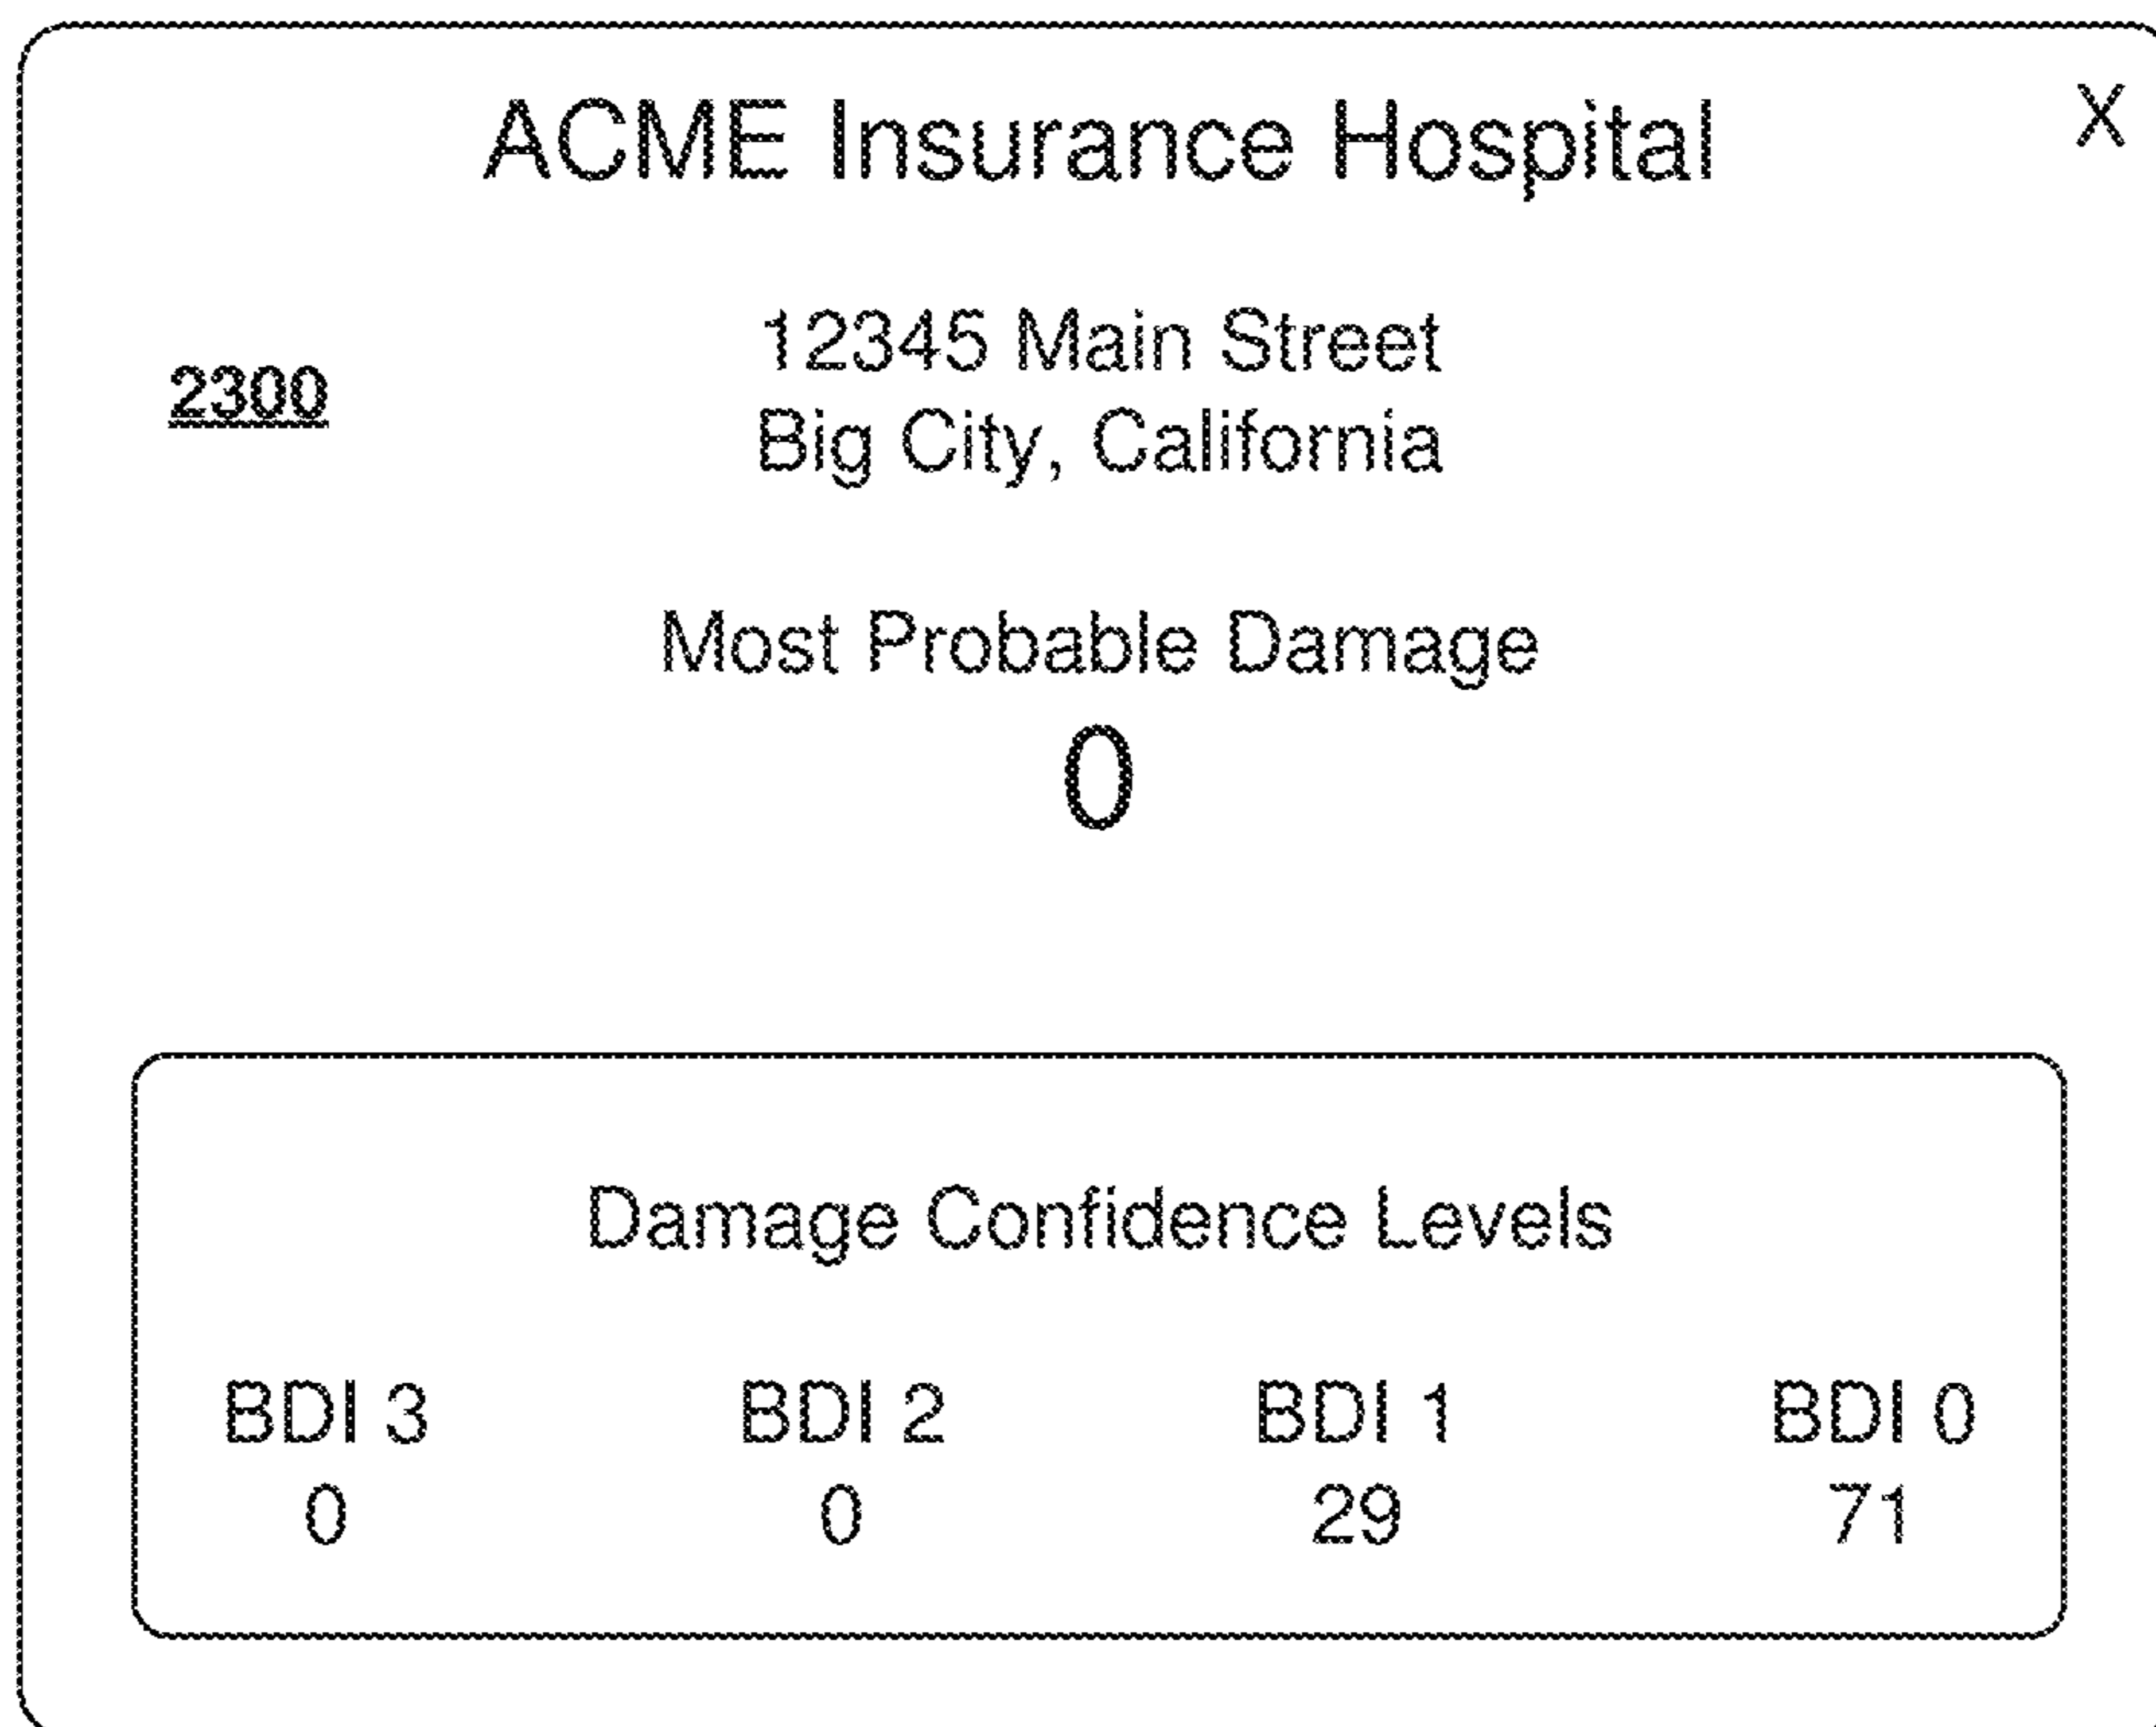 ACME Insurance Hospital
X
2300
12345 Main Street
Big City, California
Most Probable Damage
0
Damage Confidence Levels
BDI 3 BDI 2 BDI 1 BDI 0
0 0 29 71